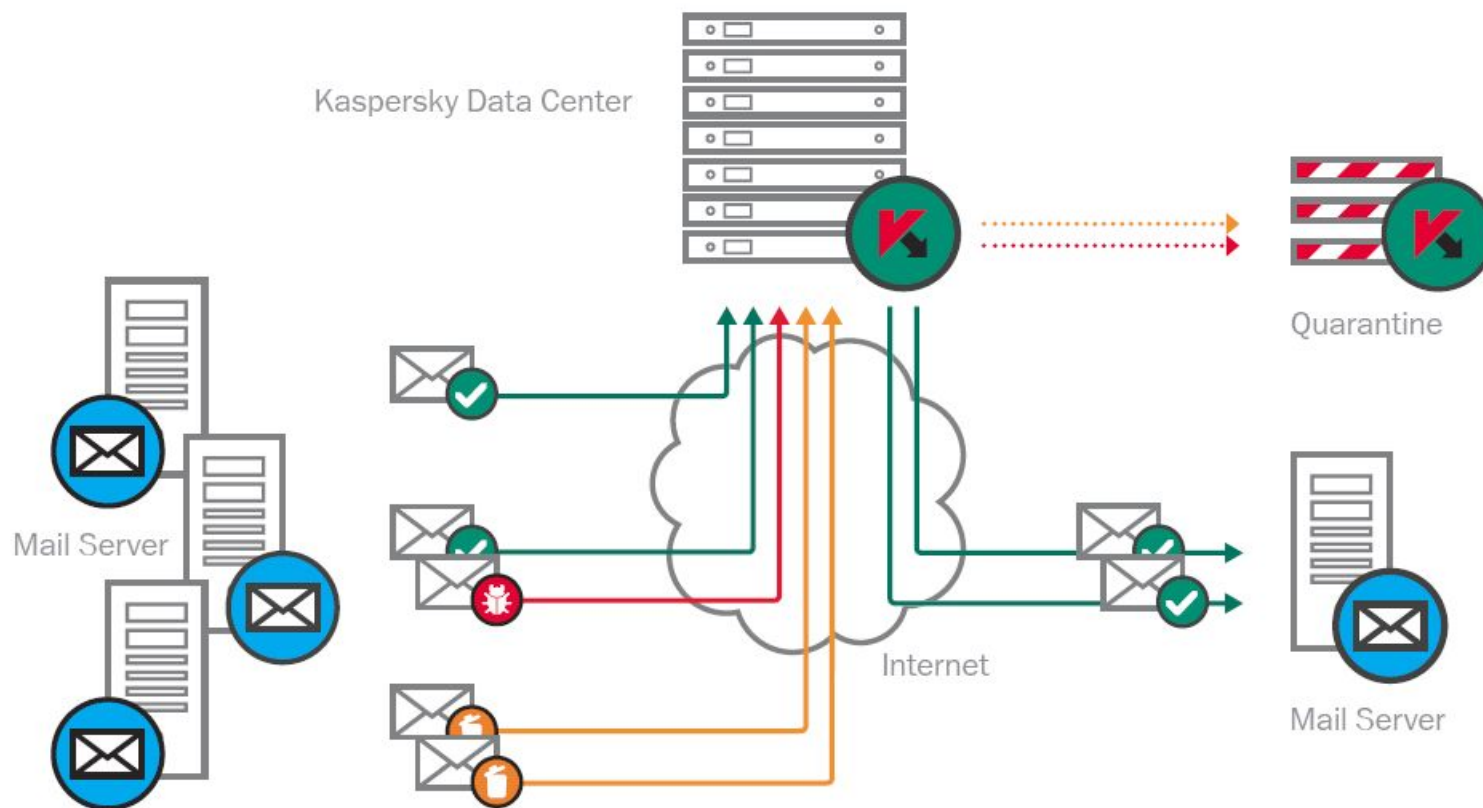 Kaspersky Data Center
Quarantine
Mail Server
Internet
Mail Server